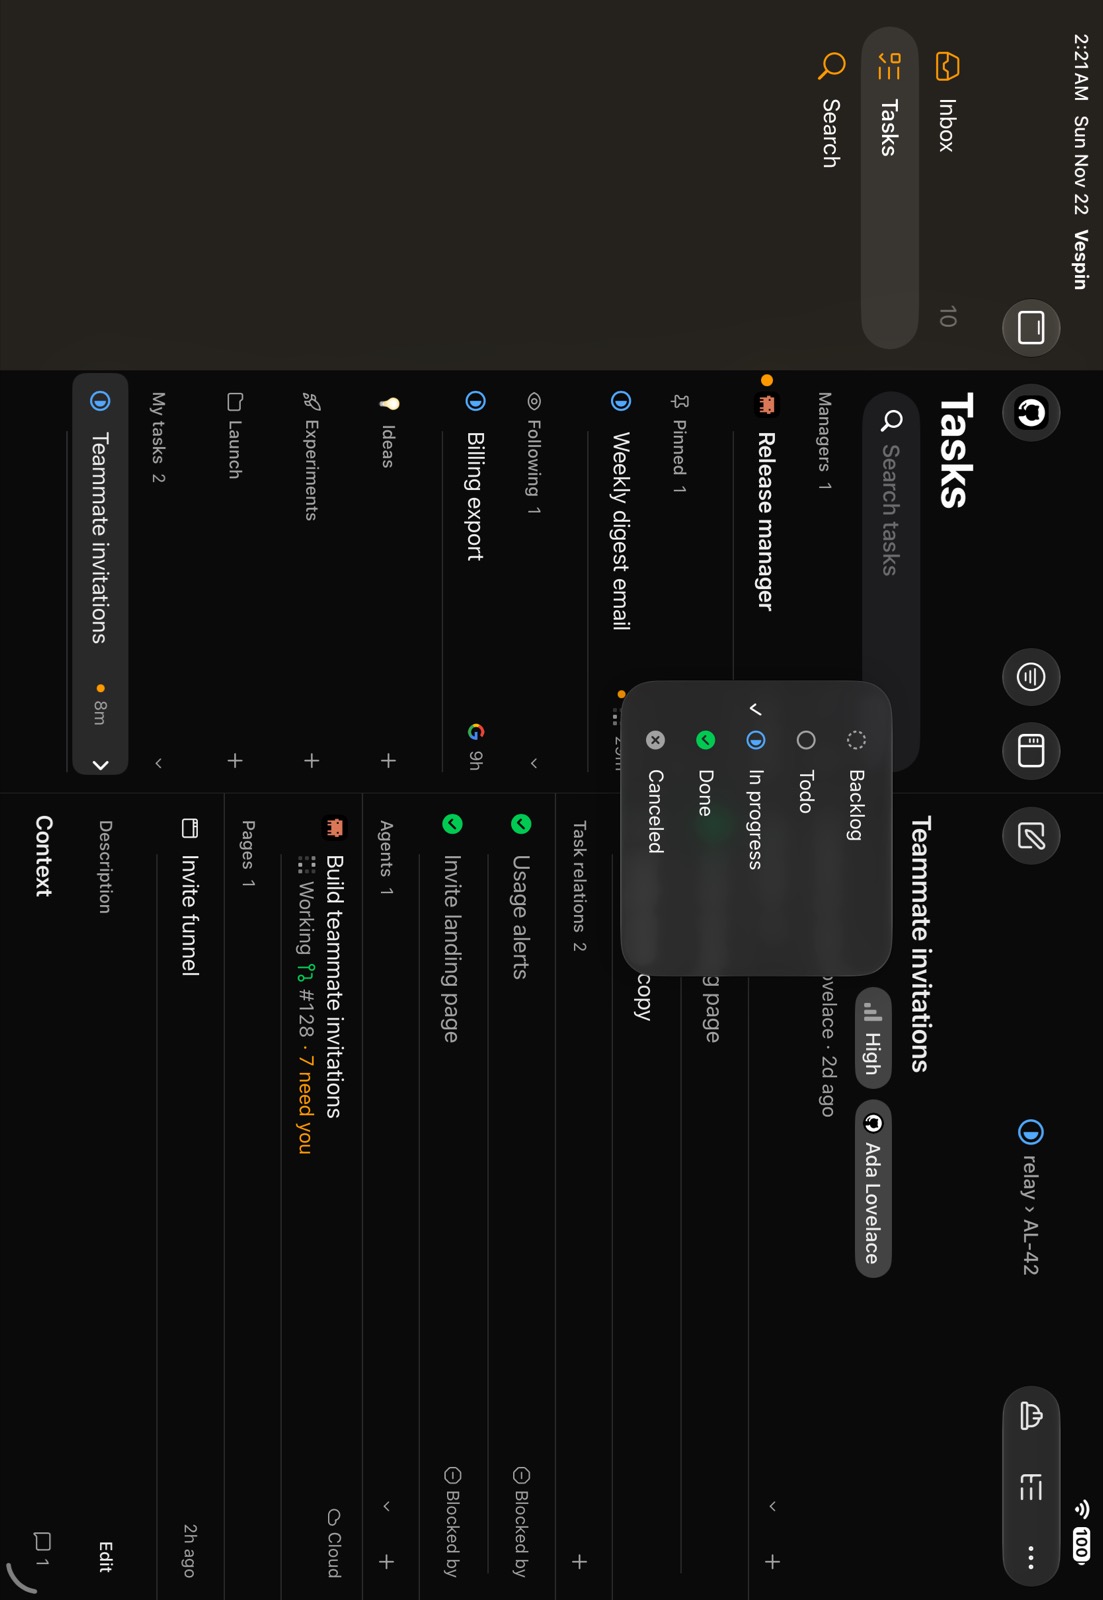 2:21 AM Sun Nov 22 Vespin
100
Inbox 10
Tasks
Search
Tasks
Search tasks
Managers 1
Release manager
Pinned 1
Weekly digest email
Following 1
Billing export 9h
Ideas
Experiments
Launch
My tasks 2
Teammate invitations 8m
Backlog
Todo
In progress
Done
Canceled
relay › AL-42
Teammate invitations
High Ada Lovelace
· 2d ago
page
copy
Task relations 2
Usage alerts Blocked by
Invite landing page Blocked by
Agents 1
Build teammate invitations Cloud
Working #128 · 7 need you
Pages 1
Invite funnel 2h ago
Description Edit
Context 1